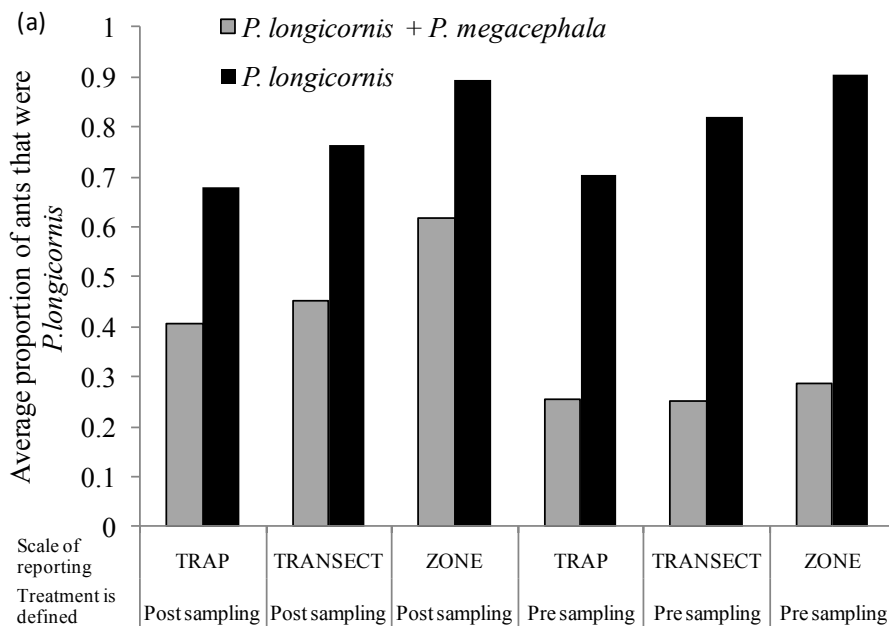 (a)
P. longicornis + P. megacephala
P. longicornis
Average proportion of ants that were
P.longicornis
1
0.9
0.8
0.7
0.6
0.5
0.4
0.3
0.2
0.1
0
Scale of
reporting
TRAP TRANSECT ZONE TRAP TRANSECT ZONE
Treatment is
defined
Post sampling Post sampling Post sampling Pre sampling Pre sampling Pre sampling